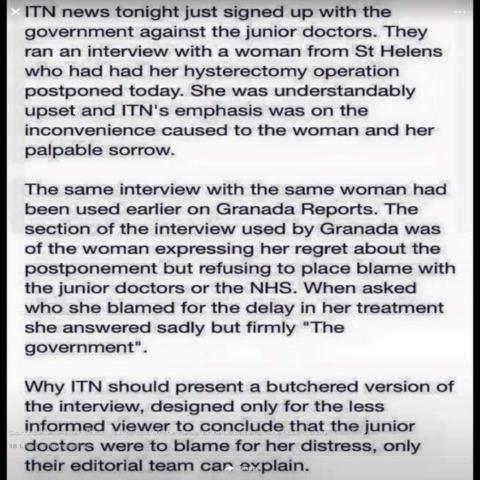 ITN news tonight just signed up with the
government against the junior doctors. They
ran an interview with a woman from St Helens
who had had her hysterectomy operation
postponed today. She was understandably
upset and ITN's emphasis was on the
inconvenience caused to the woman and her
palpable sorrow.
The same interview with the same woman had
been used earlier on Granada Reports. The
section of the interview used by Granada was
of the woman expressing her regret about the
postponement but refusing to place blame with
the junior doctors or the NHS. When asked
who she blamed for the delay in her treatment
she answered sadly but firmly "The
government".
Why ITN should present a butchered version of
the interview, designed only for the less
informed viewer to conclude that the junior
doctors were to blame for her distress, only
their editorial team can explain.